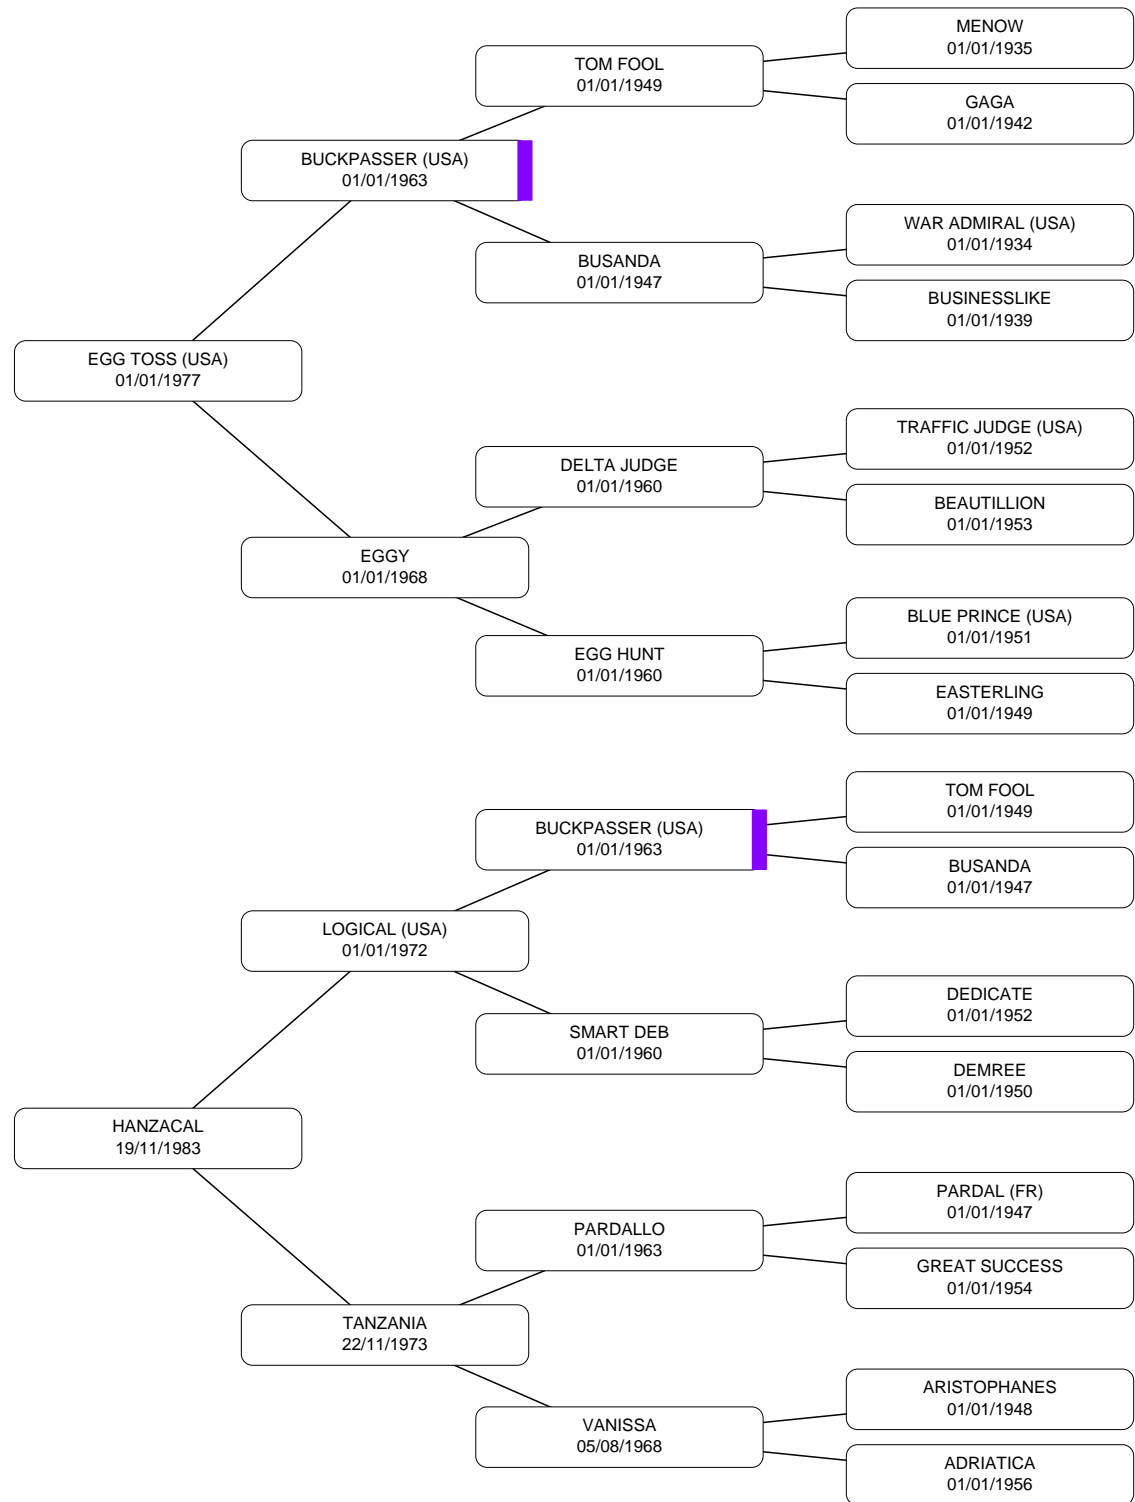 MENOW
01/01/1935
TOM FOOL
01/01/1949
GAGA
01/01/1942
BUCKPASSER (USA)
01/01/1963
WAR ADMIRAL (USA)
01/01/1934
BUSANDA
01/01/1947
BUSINESSLIKE
01/01/1939
EGG TOSS (USA)
01/01/1977
TRAFFIC JUDGE (USA)
01/01/1952
DELTA JUDGE
01/01/1960
BEAUTILLION
01/01/1953
EGGY
01/01/1968
BLUE PRINCE (USA)
01/01/1951
EGG HUNT
01/01/1960
EASTERLING
01/01/1949
TOM FOOL
01/01/1949
BUCKPASSER (USA)
01/01/1963
BUSANDA
01/01/1947
LOGICAL (USA)
01/01/1972
DEDICATE
01/01/1952
SMART DEB
01/01/1960
DEMREE
01/01/1950
HANZACAL
19/11/1983
PARDAL (FR)
01/01/1947
PARDALLO
01/01/1963
GREAT SUCCESS
01/01/1954
TANZANIA
22/11/1973
ARISTOPHANES
01/01/1948
VANISSA
05/08/1968
ADRIATICA
01/01/1956